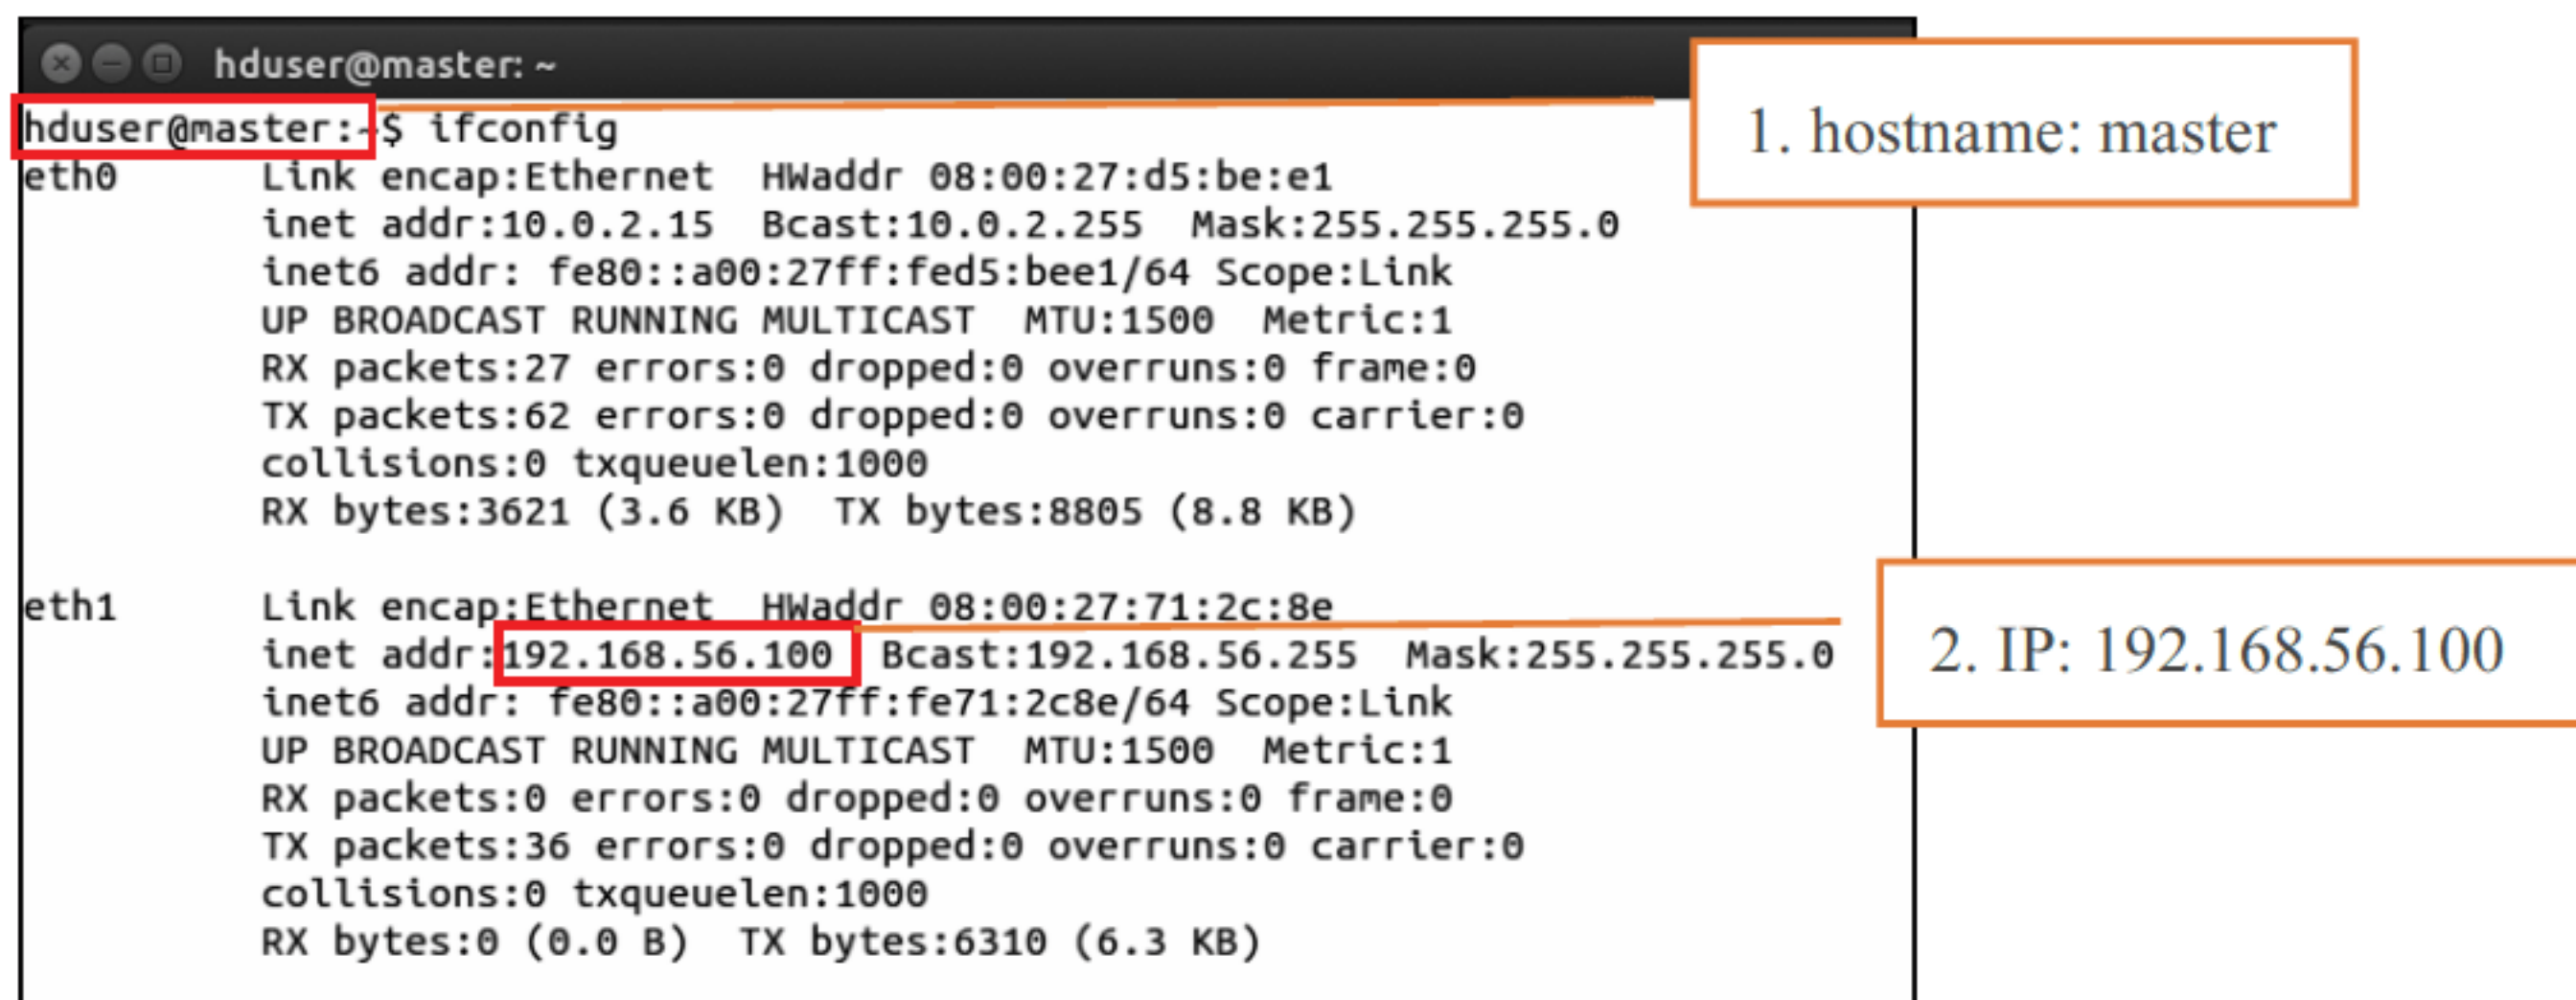 hduser@master: ~
hduser@master:~$ ifconfig
1. hostname: master
eth0 Link encap:Ethernet HWaddr 08:00:27:d5:be:e1
inet addr:10.0.2.15 Bcast:10.0.2.255 Mask:255.255.255.0
inet6 addr: fe80::a00:27ff:fed5:bee1/64 Scope:Link
UP BROADCAST RUNNING MULTICAST MTU:1500 Metric:1
RX packets:27 errors:0 dropped:0 overruns:0 frame:0
TX packets:62 errors:0 dropped:0 overruns:0 carrier:0
collisions:0 txqueuelen:1000
RX bytes:3621 (3.6 KB) TX bytes:8805 (8.8 KB)
eth1 Link encap:Ethernet HWaddr 08:00:27:71:2c:8e
inet addr:192.168.56.100 Bcast:192.168.56.255 Mask:255.255.255.0
2. IP: 192.168.56.100
inet6 addr: fe80::a00:27ff:fe71:2c8e/64 Scope:Link
UP BROADCAST RUNNING MULTICAST MTU:1500 Metric:1
RX packets:0 errors:0 dropped:0 overruns:0 frame:0
TX packets:36 errors:0 dropped:0 overruns:0 carrier:0
collisions:0 txqueuelen:1000
RX bytes:0 (0.0 B) TX bytes:6310 (6.3 KB)